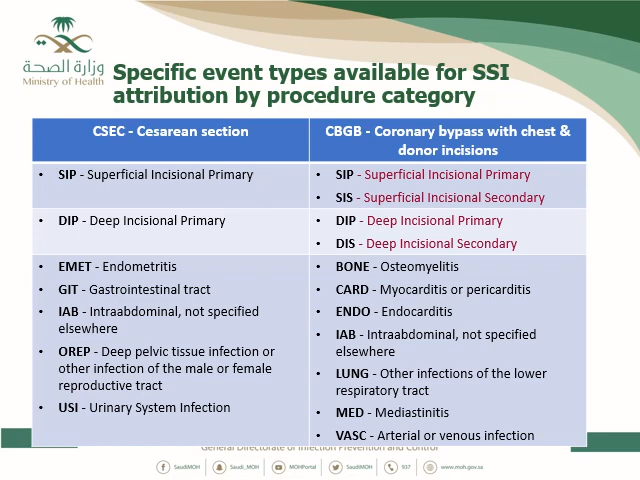 وزارة الصحة
Ministry of Health
Specific event types available for SSI
attribution by procedure category
CSEC - Cesarean section
CBGB - Coronary bypass with chest &
donor incisions
• SIP - Superficial Incisional Primary
• SIP - Superficial Incisional Primary
• SIS - Superficial Incisional Secondary
• DIP - Deep Incisional Primary
• DIP - Deep Incisional Primary
• DIS - Deep Incisional Secondary
• EMET - Endometritis
• GIT - Gastrointestinal tract
• IAB - Intraabdominal, not specified
elsewhere
• OREP - Deep pelvic tissue infection or
other infection of the male or female
reproductive tract
• USI - Urinary System Infection
• BONE - Osteomyelitis
• CARD - Myocarditis or pericarditis
• ENDO - Endocarditis
• IAB - Intraabdominal, not specified
elsewhere
• LUNG - Other infections of the lower
respiratory tract
• MED - Mediastinitis
• VASC - Arterial or venous infection
General Directorate of Infection Prevention and Control
SaudiMOH
Saudi_MOH
MOHPortal
SaudiMOH
937
www.moh.gov.sa